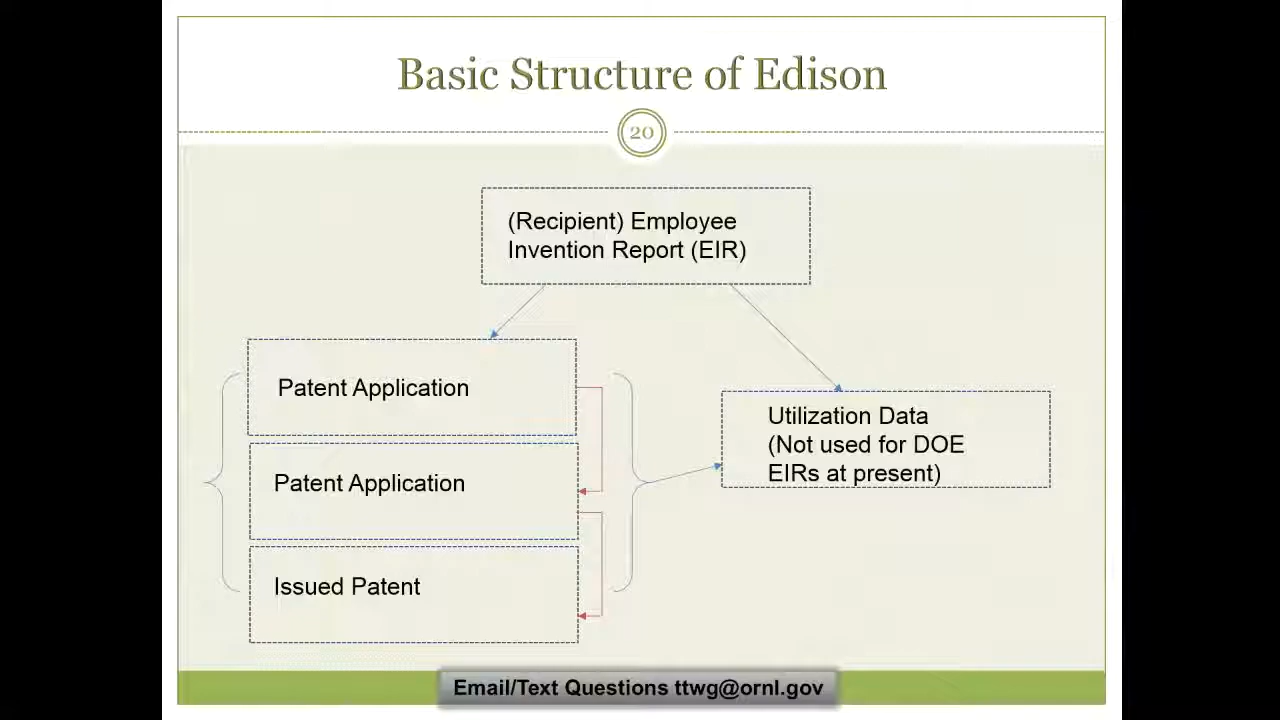 Basic Structure of Edison
20
(Recipient) Employee
Invention Report (EIR)
Patent Application
Patent Application
Issued Patent
Utilization Data
(Not used for DOE
EIRs at present)
Email/Text Questions ttwg@ornl.gov